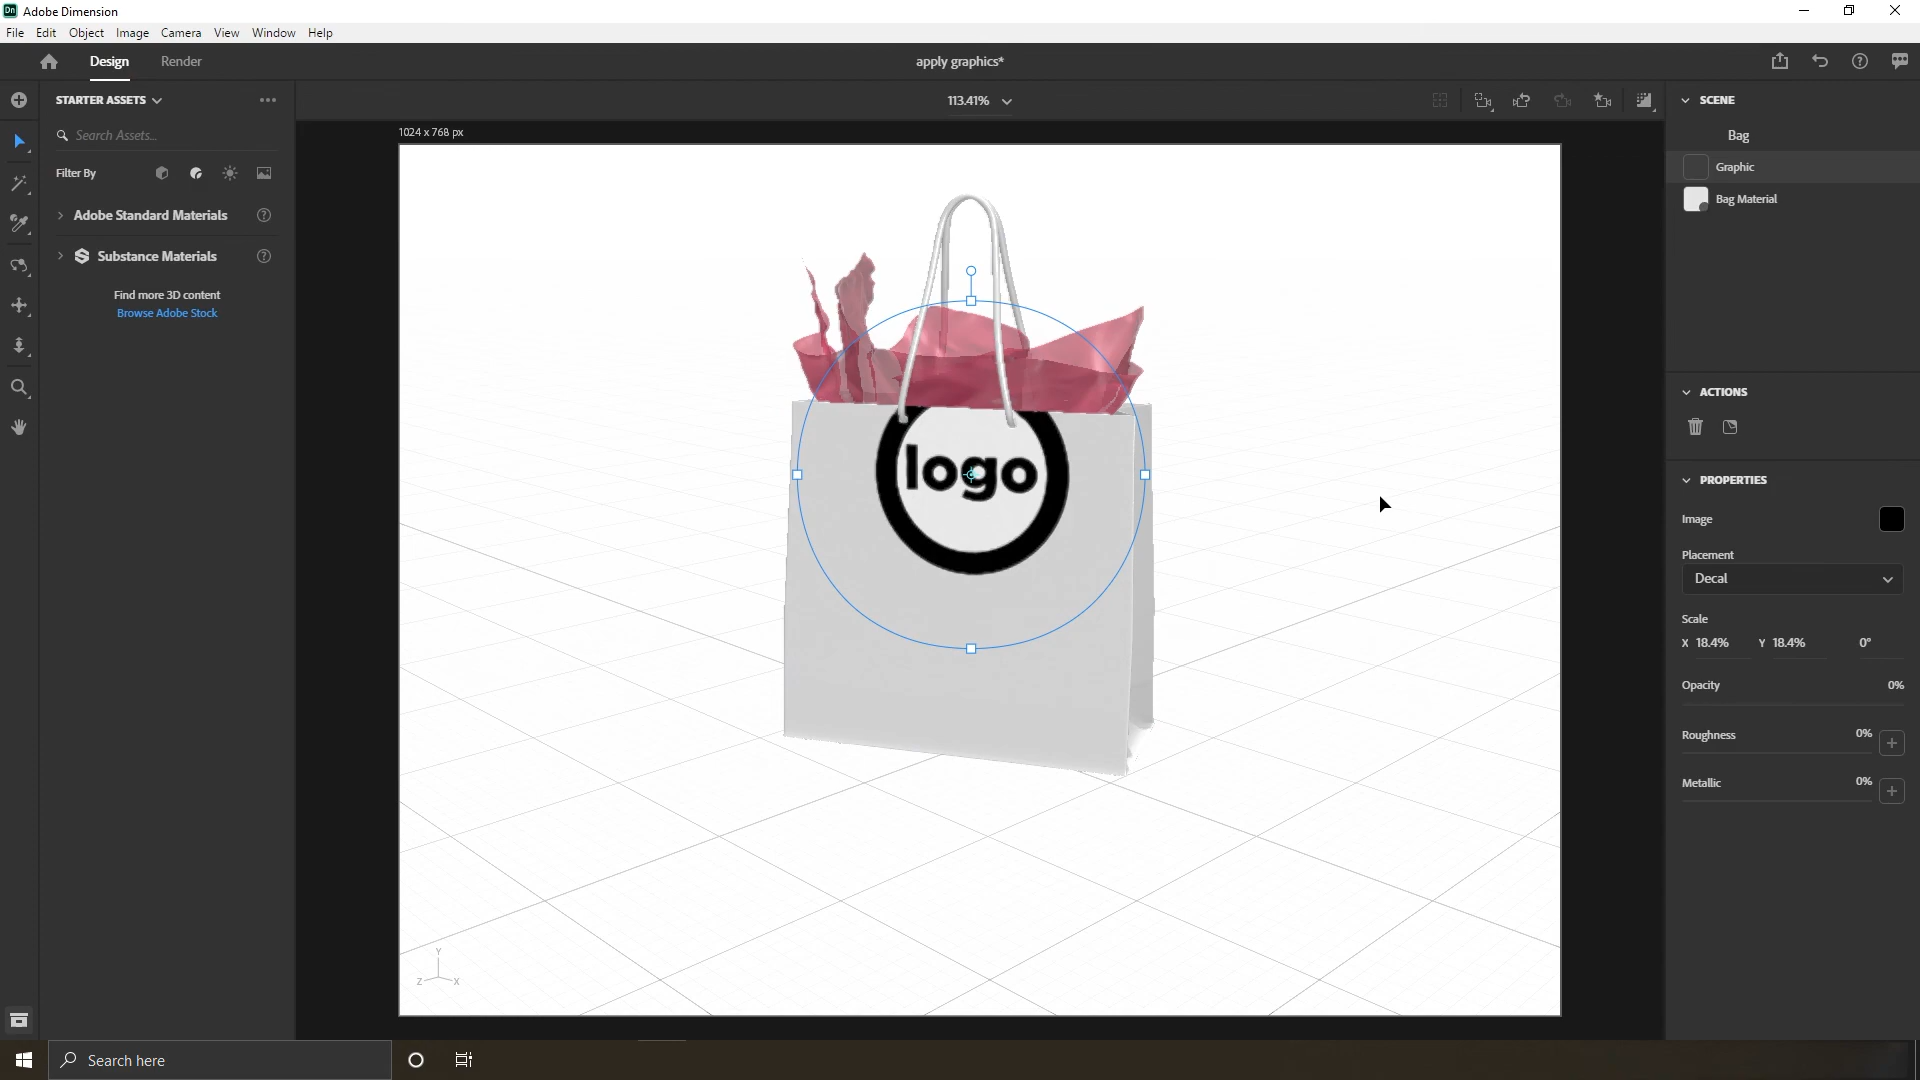 Dn Adobe Dimension
File Edit Object Image Camera View Window Help
Design Render apply graphics*
STARTER ASSETS
Search Assets...
Filter By
Adobe Standard Materials
Substance Materials
Find more 3D content
Browse Adobe Stock
113.41%
1024 x 768 px
logo
Y
Z X
SCENE
Bag
Graphic
Bag Material
ACTIONS
PROPERTIES
Image
Placement
Decal
Scale
X 18.4% Y 18.4% 0°
Opacity 0%
Roughness 0%
Metallic 0%
Search here